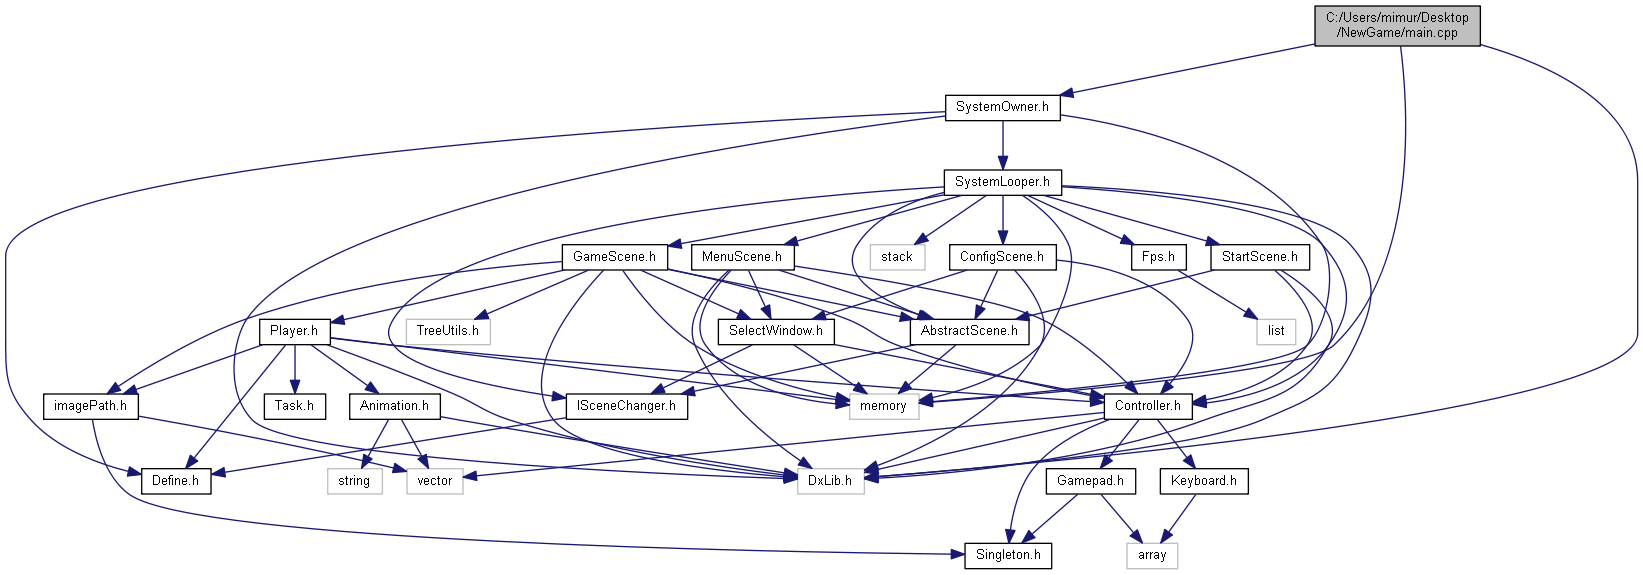 C:/Users/mimur/Desktop
/NewGame/main.cpp
SystemOwner.h
SystemLooper.h
GameScene.h
MenuScene.h
stack
ConfigScene.h
Fps.h
StartScene.h
Player.h
TreeUtils.h
SelectWindow.h
AbstractScene.h
list
imagePath.h
Task.h
Animation.h
ISceneChanger.h
memory
Controller.h
Define.h
string
vector
DxLib.h
Gamepad.h
Keyboard.h
Singleton.h
array